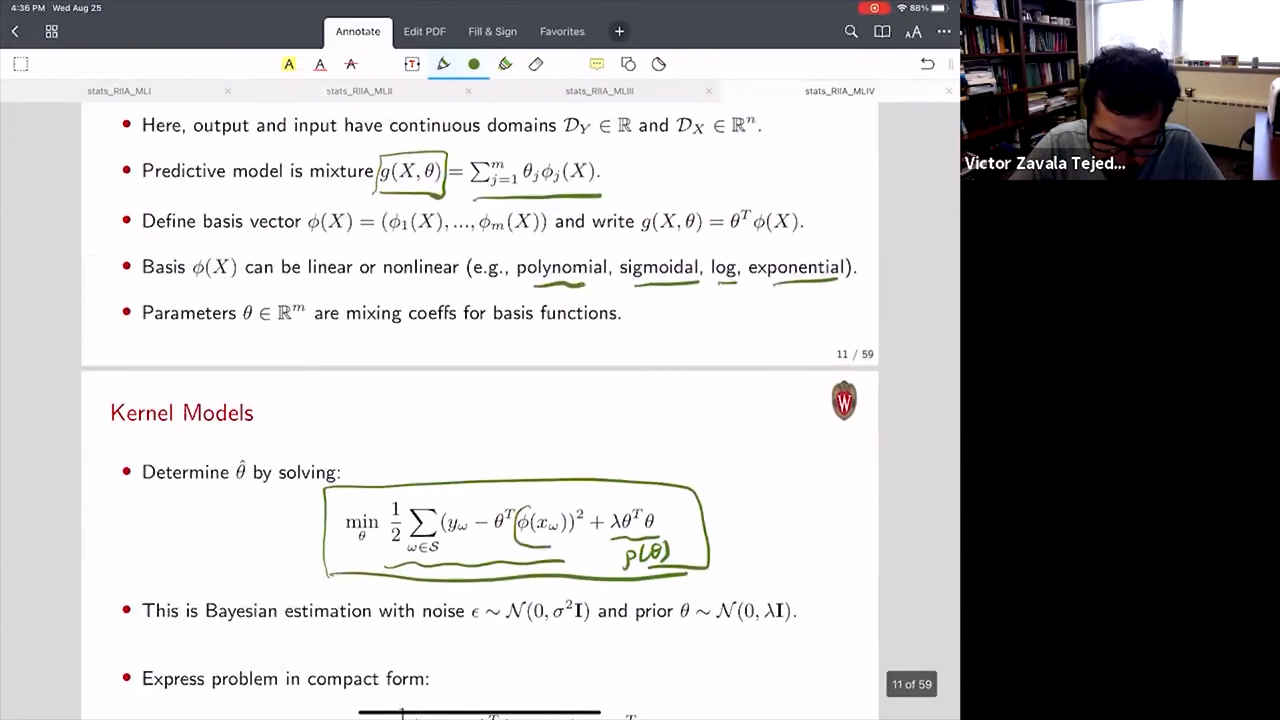 4:36 PM Wed Aug 25
88%
Annotate Edit PDF Fill & Sign Favorites
A A A T AA
stats_RIIA_MLI stats_RIIA_MLII stats_RIIA_MLIII stats_RIIA_MLIV
• Here, output and input have continuous domains 𝒟_Y ∈ ℝ and 𝒟_X ∈ ℝⁿ.
• Predictive model is mixture g(X, θ) = ∑_{j=1}^{m} θ_j ϕ_j(X).
• Define basis vector ϕ(X) = (ϕ₁(X), ..., ϕ_m(X)) and write g(X, θ) = θ^T ϕ(X).
• Basis ϕ(X) can be linear or nonlinear (e.g., polynomial, sigmoidal, log, exponential).
• Parameters θ ∈ ℝ^m are mixing coeffs for basis functions.
11 / 59
Kernel Models
W
• Determine θ̂ by solving:
min_θ 1/2 ∑_{ω∈𝒮} (y_ω − θ^T ϕ(x_ω))² + λθ^T θ
ρ(θ)
• This is Bayesian estimation with noise ϵ ∼ 𝒩(0, σ²𝐈) and prior θ ∼ 𝒩(0, λ𝐈).
• Express problem in compact form:
11 of 59
Victor Zavala Tejed...